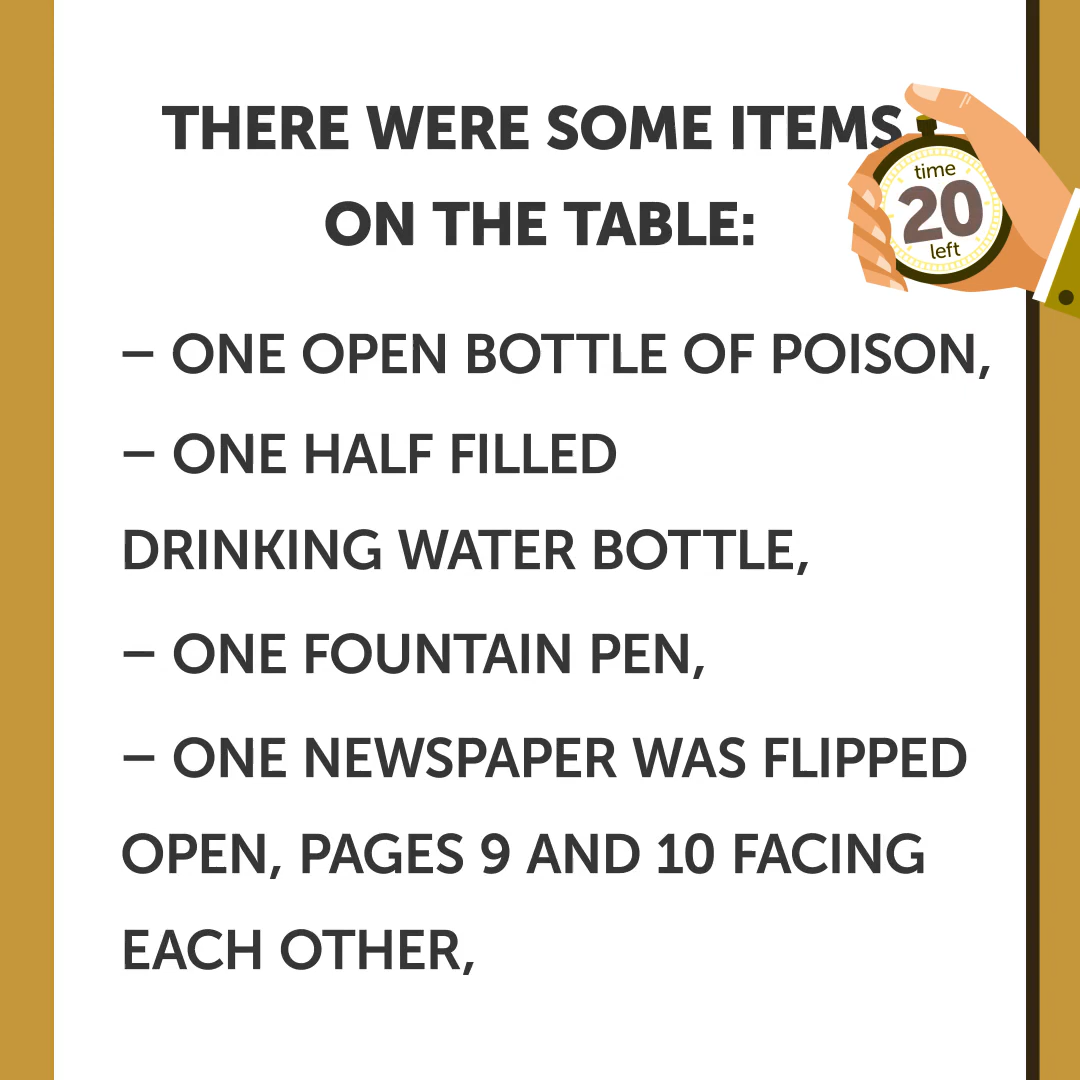 THERE WERE SOME ITEMS
ON THE TABLE:
time
20
left
– ONE OPEN BOTTLE OF POISON,
– ONE HALF FILLED
DRINKING WATER BOTTLE,
– ONE FOUNTAIN PEN,
– ONE NEWSPAPER WAS FLIPPED
OPEN, PAGES 9 AND 10 FACING
EACH OTHER,